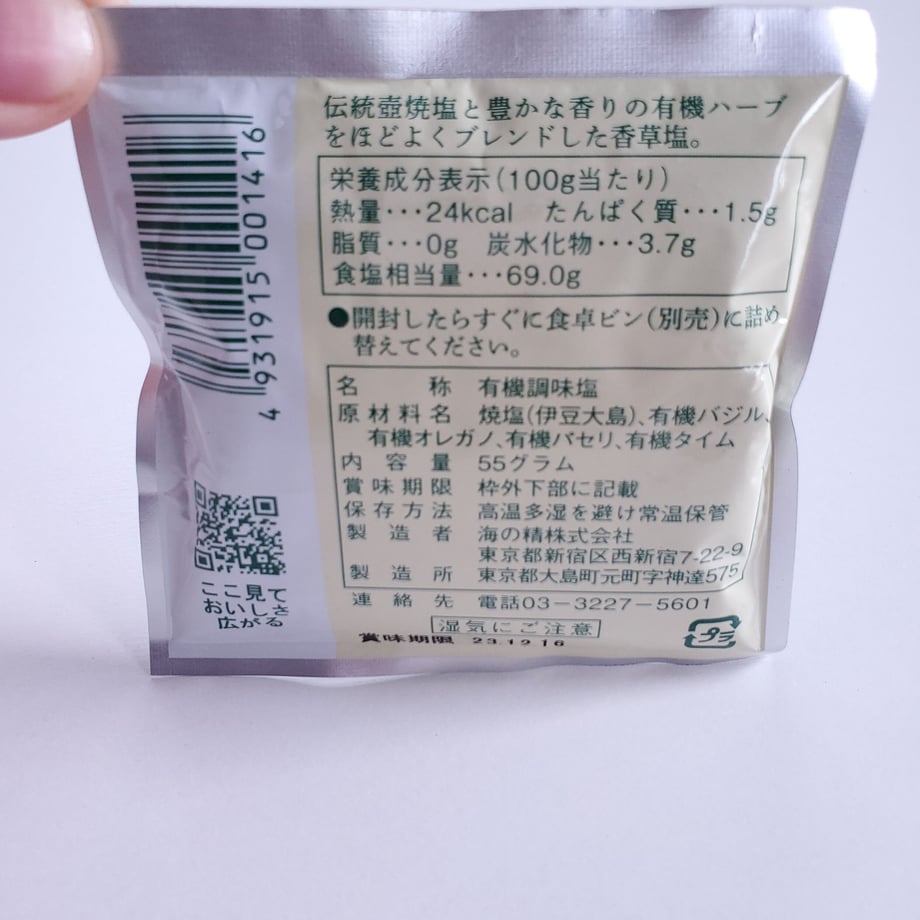 伝統壺焼塩と豊かな香りの有機ハーブ
をほどよくブレンドした香草塩。
栄養成分表示(100g当たり)
熱量・・・24kcal たんぱく質・・・1.5g
脂質・・・0g 炭水化物・・・3.7g
食塩相当量・・・69.0g
●開封したらすぐに食卓ビン(別売)に詰め
替えてください。
名称 有機調味塩
原材料名 焼塩(伊豆大島)、有機バジル、
有機オレガノ、有機パセリ、有機タイム
内容量 55グラム
賞味期限 枠外下部に記載
保存方法 高温多湿を避け常温保管
製造者 海の精株式会社
東京都新宿区西新宿7-22-9
製造所 東京都大島町元町字神達575
連絡先 電話03-3227-5601
湿気にご注意
賞味期限 23.12.16
プラ
4931915001416
ここ見て
おいしさ
広がる